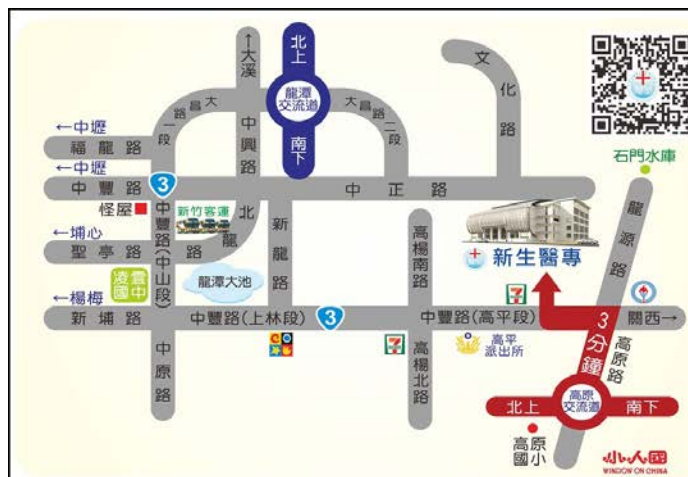 ←大溪
北上
龍潭
交流道
南下
大昌路一段
大昌路二段
文化路
中興路
石門水庫
←中壢
福龍路
←中壢
中豐路
3
中正路
怪屋
新竹客運
中豐路(中山段)
北龍路
新龍路
高楊南路
龍源路
←埔心
聖亭路
新生醫專
凌雲
國中
龍潭大池
←楊梅
新埔路
中豐路(上林段)
3
中豐路(高平段)
7
關西→
3分鐘
高原路
中原路
7
高平
派出所
高楊北路
北上
高原
交流道
南下
高原
國小
小人國
WINDOW ON CHINA